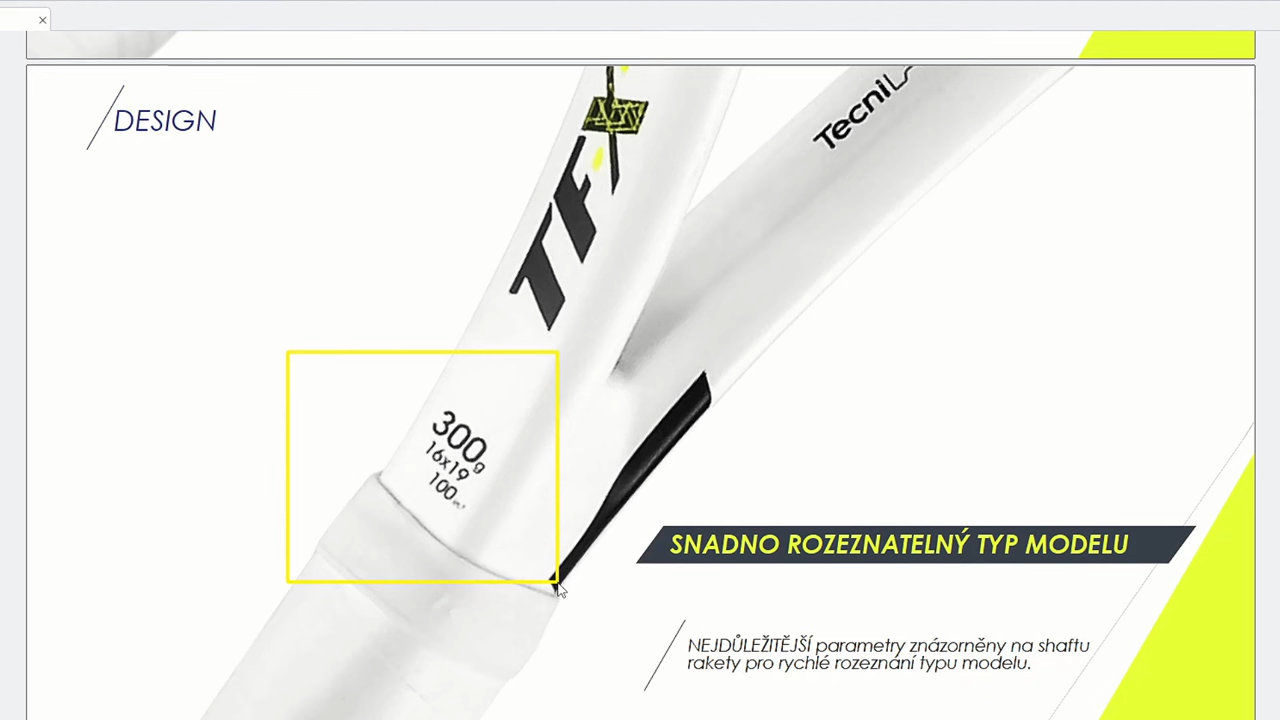 DESIGN
TFX
Tecni
300g
16x19
100
SNADNO ROZEZNATELNÝ TYP MODELU
NEJDŮLEŽITĚJŠÍ parametry znázorněny na shaftu
rakety pro rychlé rozeznání typu modelu.